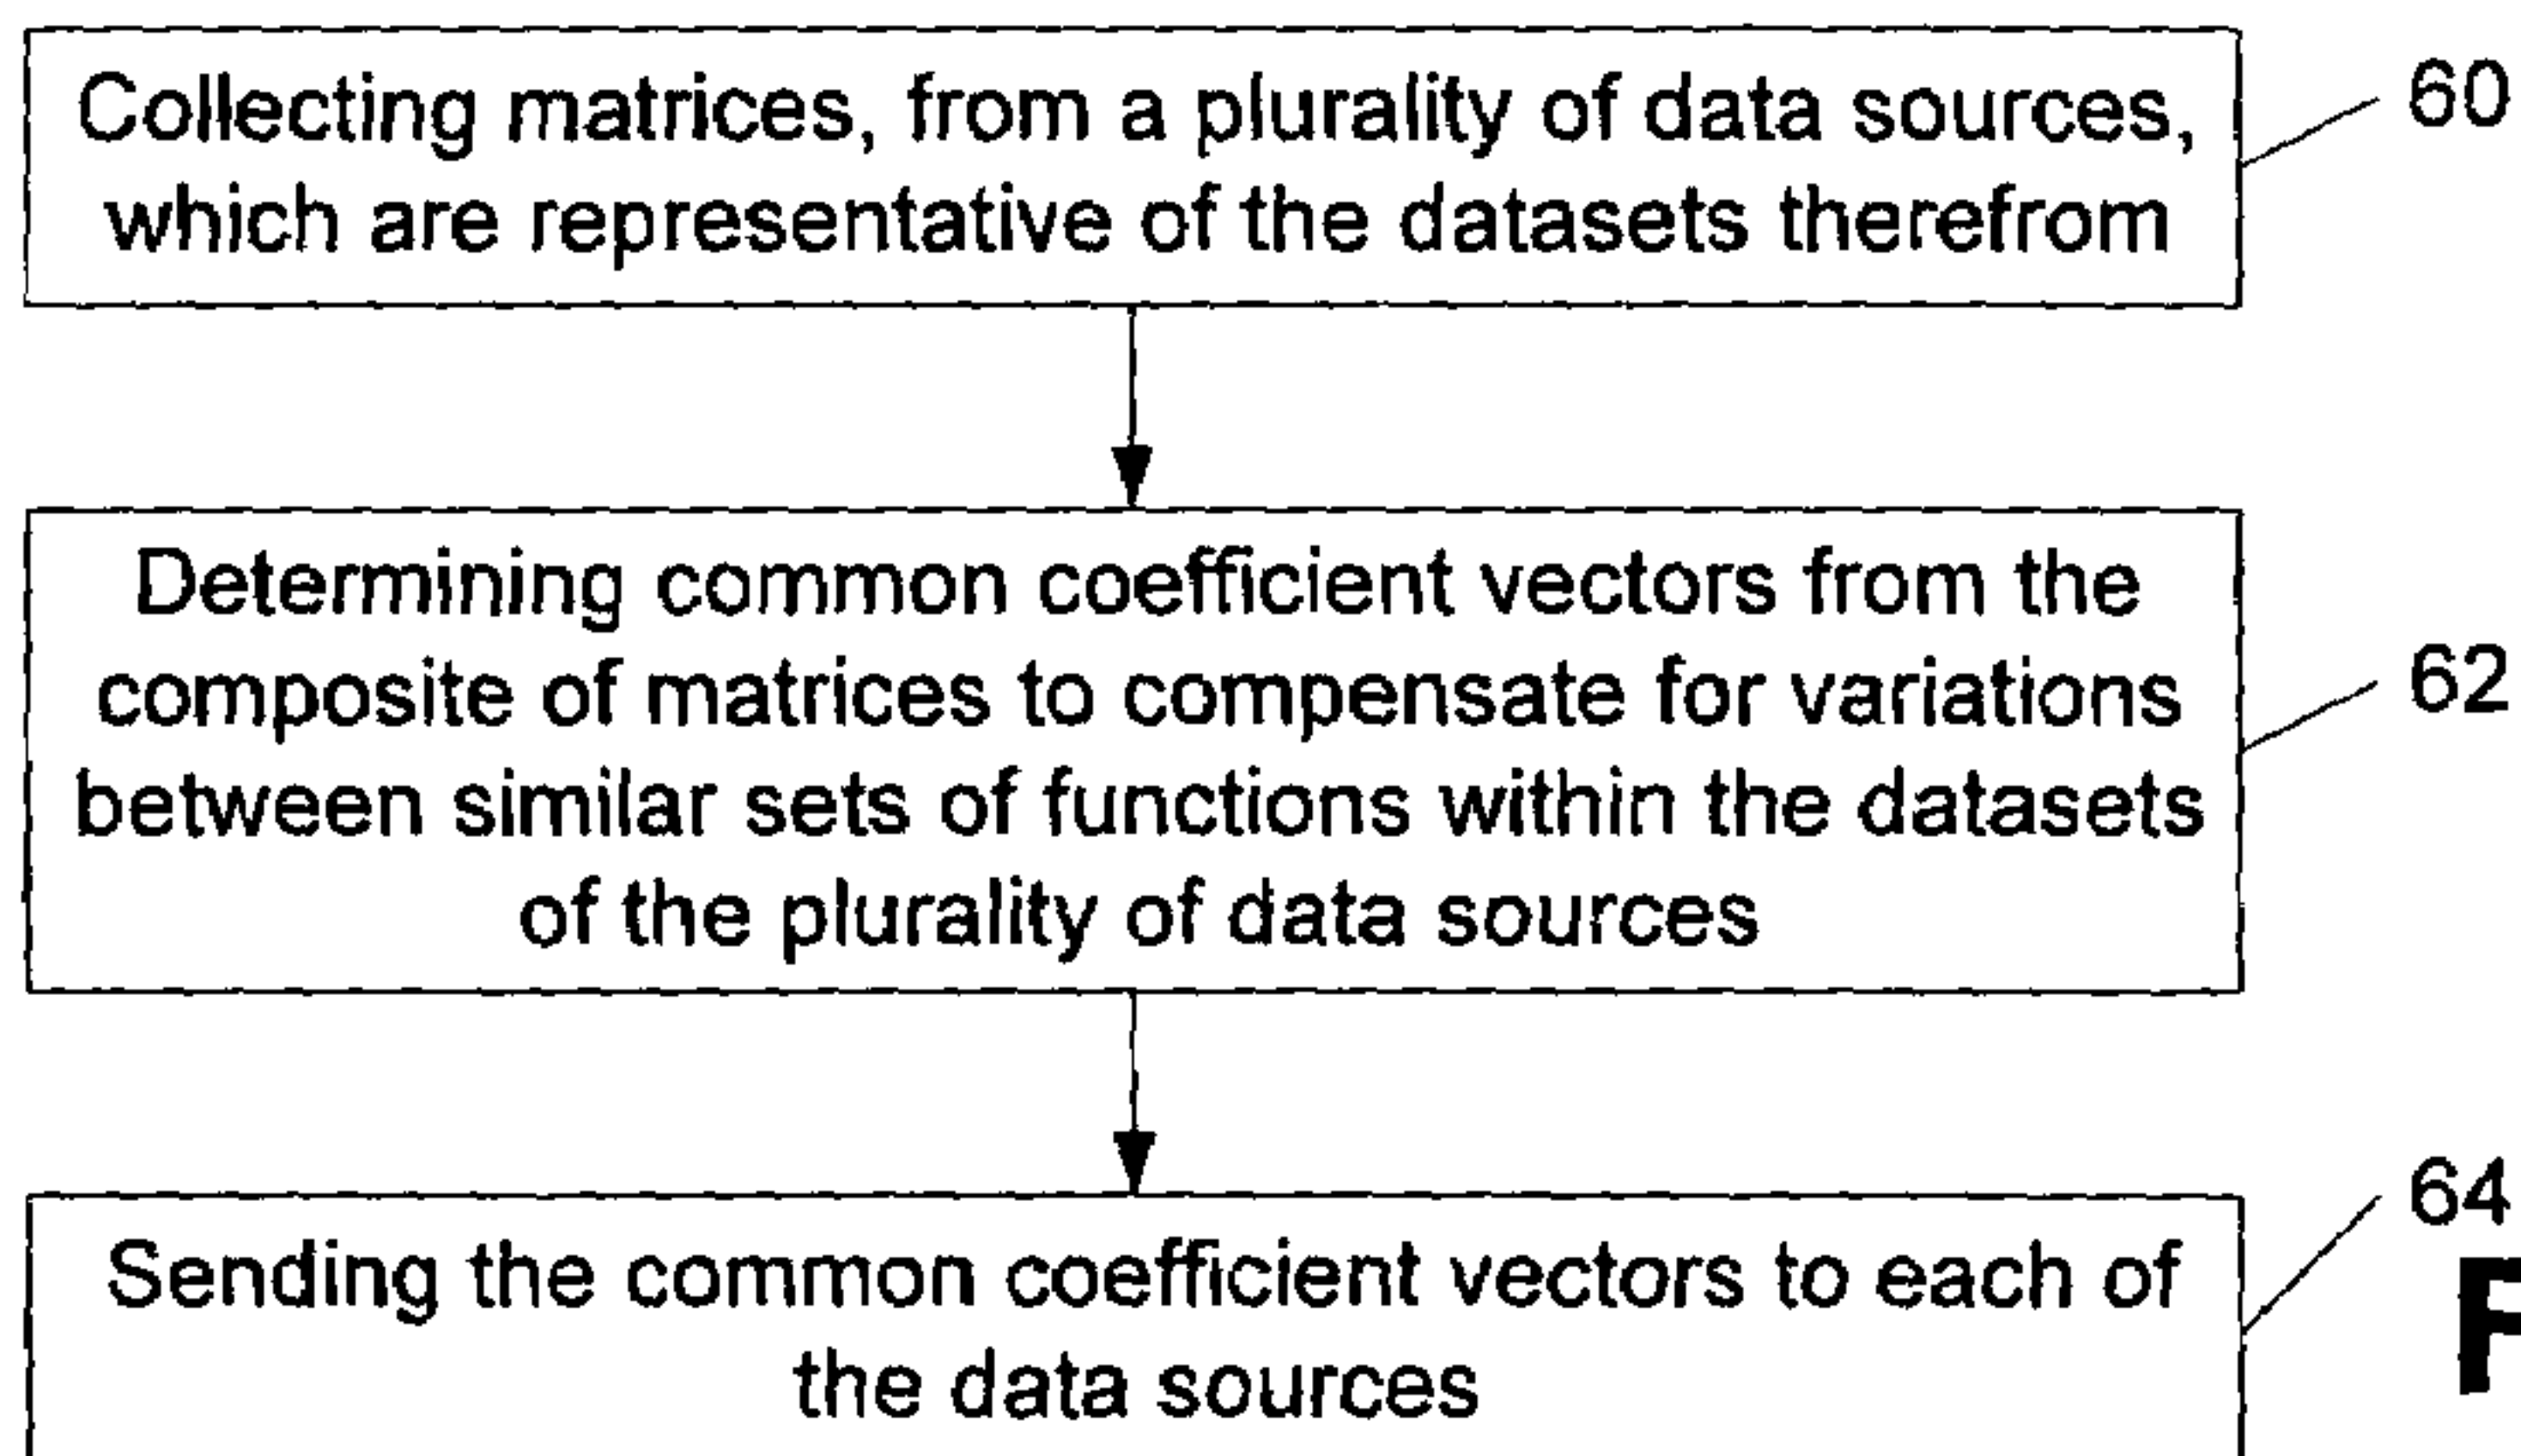 Collecting matrices, from a plurality of data sources,
which are representative of the datasets therefrom
60
Determining common coefficient vectors from the
composite of matrices to compensate for variations
between similar sets of functions within the datasets
of the plurality of data sources
62
Sending the common coefficient vectors to each of
the data sources
64